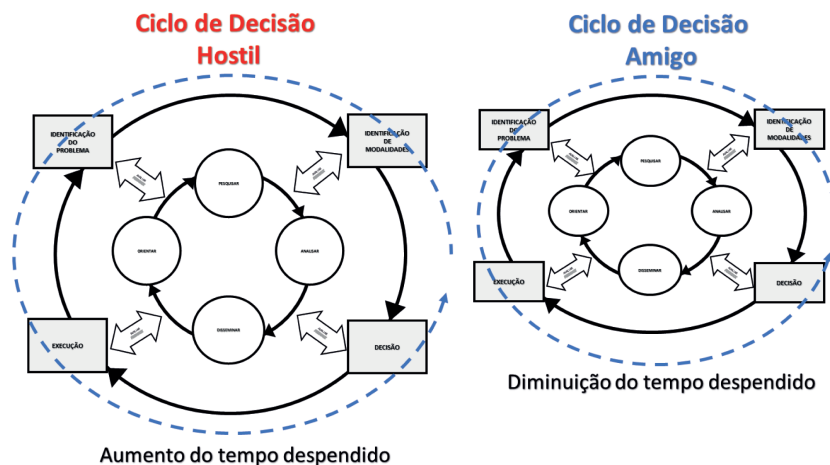 Ciclo de Decisão
Hostil
IDENTIFICAÇÃO
DO
PROBLEMA
IDENTIFICAÇÃO
DE
MODALIDADES
PESQUISAR
ORIENTAR
ANALISAR
DISSEMINAR
EXECUÇÃO
DECISÃO
Aumento do tempo despendido
Ciclo de Decisão
Amigo
IDENTIFICAÇÃO
DO
PROBLEMA
IDENTIFICAÇÃO
DE
MODALIDADES
PESQUISAR
ORIENTAR
ANALISAR
DISSEMINAR
EXECUÇÃO
DECISÃO
Diminuição do tempo despendido